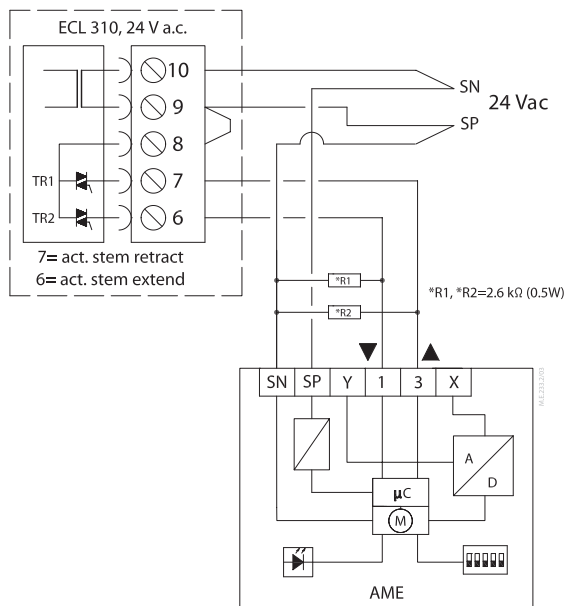 ECL 310, 24 V a.c.
10
9
8
7
6
TR1
TR2
7= act. stem retract
6= act. stem extend
SN
24 Vac
SP
*R1
*R2
*R1, *R2=2.6 kΩ (0.5W)
SN SP Y 1 3 X
A
D
µC
M
AME